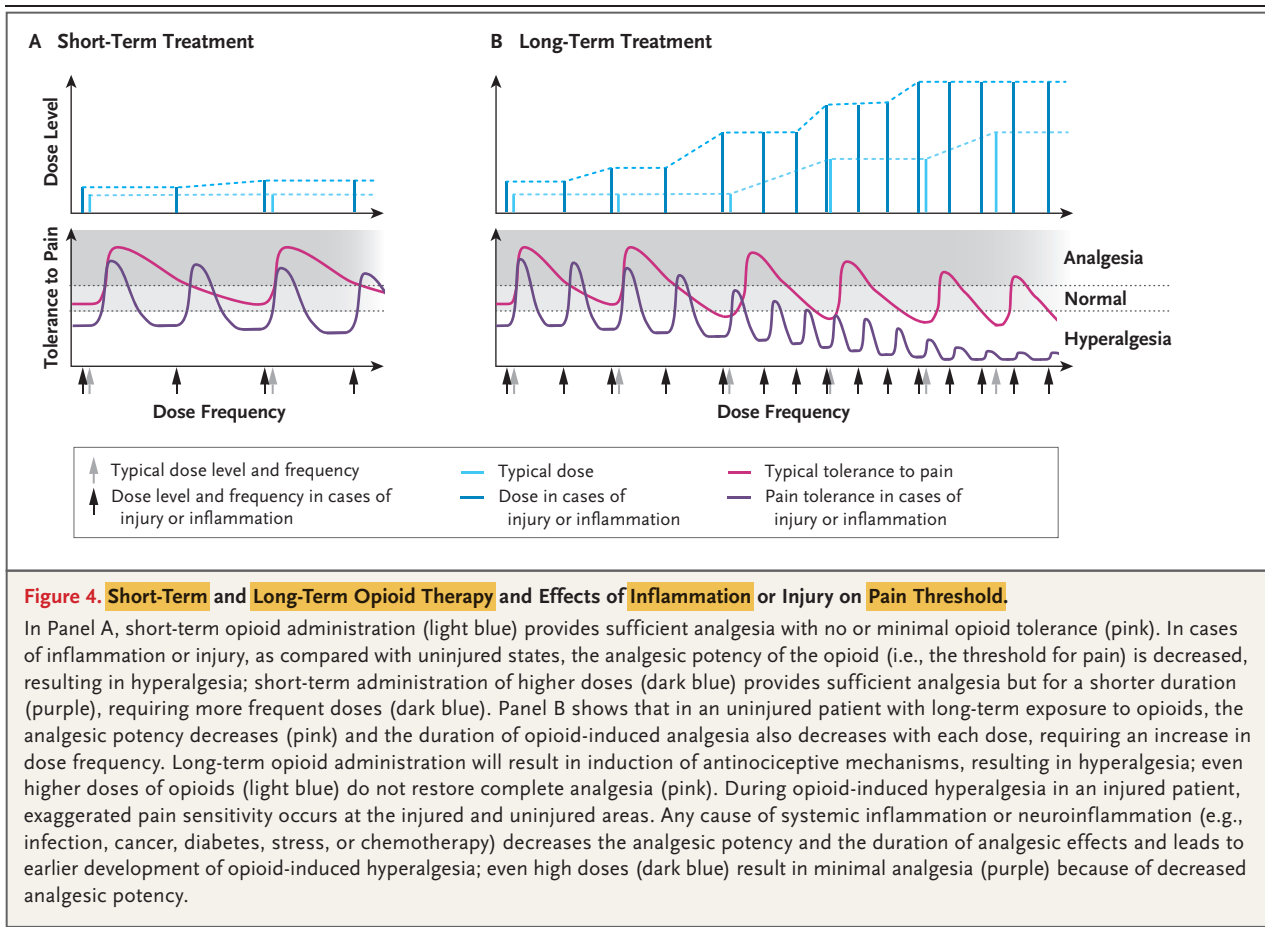 A Short-Term Treatment
B Long-Term Treatment
Dose Level
Tolerance to Pain
Analgesia
Normal
Hyperalgesia
Dose Frequency
Dose Frequency
Typical dose level and frequency
Dose level and frequency in cases of
injury or inflammation
Typical dose
Dose in cases of
injury or inflammation
Typical tolerance to pain
Pain tolerance in cases of
injury or inflammation
Figure 4. Short-Term and Long-Term Opioid Therapy and Effects of Inflammation or Injury on Pain Threshold.
In Panel A, short-term opioid administration (light blue) provides sufficient analgesia with no or minimal opioid tolerance (pink). In cases
of inflammation or injury, as compared with uninjured states, the analgesic potency of the opioid (i.e., the threshold for pain) is decreased,
resulting in hyperalgesia; short-term administration of higher doses (dark blue) provides sufficient analgesia but for a shorter duration
(purple), requiring more frequent doses (dark blue). Panel B shows that in an uninjured patient with long-term exposure to opioids, the
analgesic potency decreases (pink) and the duration of opioid-induced analgesia also decreases with each dose, requiring an increase in
dose frequency. Long-term opioid administration will result in induction of antinociceptive mechanisms, resulting in hyperalgesia; even
higher doses of opioids (light blue) do not restore complete analgesia (pink). During opioid-induced hyperalgesia in an injured patient,
exaggerated pain sensitivity occurs at the injured and uninjured areas. Any cause of systemic inflammation or neuroinflammation (e.g.,
infection, cancer, diabetes, stress, or chemotherapy) decreases the analgesic potency and the duration of analgesic effects and leads to
earlier development of opioid-induced hyperalgesia; even high doses (dark blue) result in minimal analgesia (purple) because of decreased
analgesic potency.